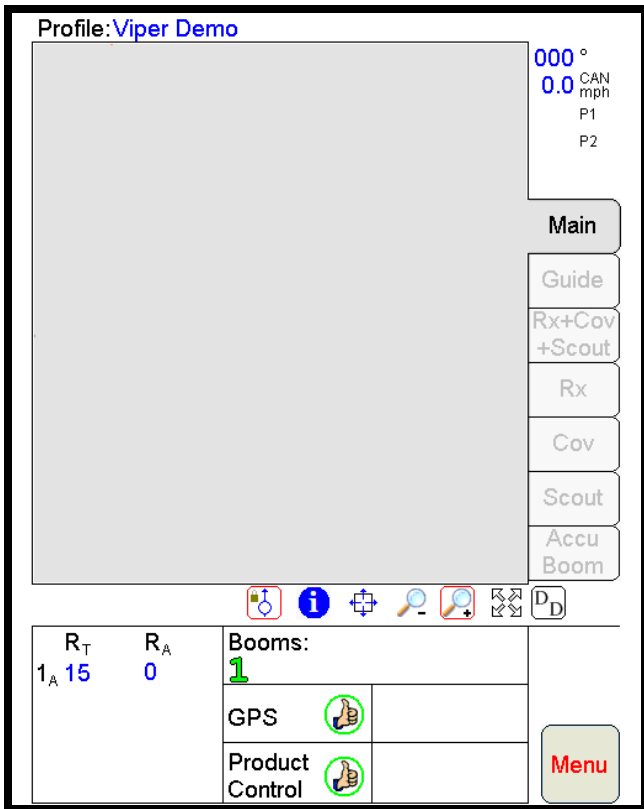 Profile: Viper Demo
000 °
0.0 CAN mph
P1
P2
Main
Guide
Rx+Cov
+Scout
Rx
Cov
Scout
Accu
Boom
i
DD
RT RA
1A 15 0
Booms:
1
GPS
Product
Control
Menu